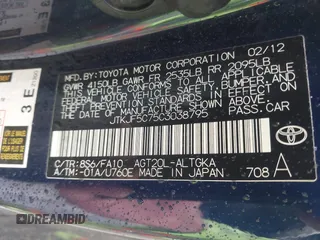 MFD. BY: TOYOTA MOTOR CORPORATION 02/12
GVWR 4150LB GAWR FR 2535LB RR 2095LB
THIS VEHICLE CONFORMS TO ALL APPLICABLE
FEDERAL MOTOR VEHICLE SAFETY, BUMPER, AND
THEFT PREVENTION STANDARDS IN EFFECT ON
THE DATE OF MANUFACTURE SHOWN ABOVE.
JTKJF5C75C3038795
PASS. CAR
C/TR: 8S6/FA10 AGT20L-ALTGKA
A/TM: -01A/U760E MADE IN JAPAN 708 A
TOYOTA
3 E
DREAMBID